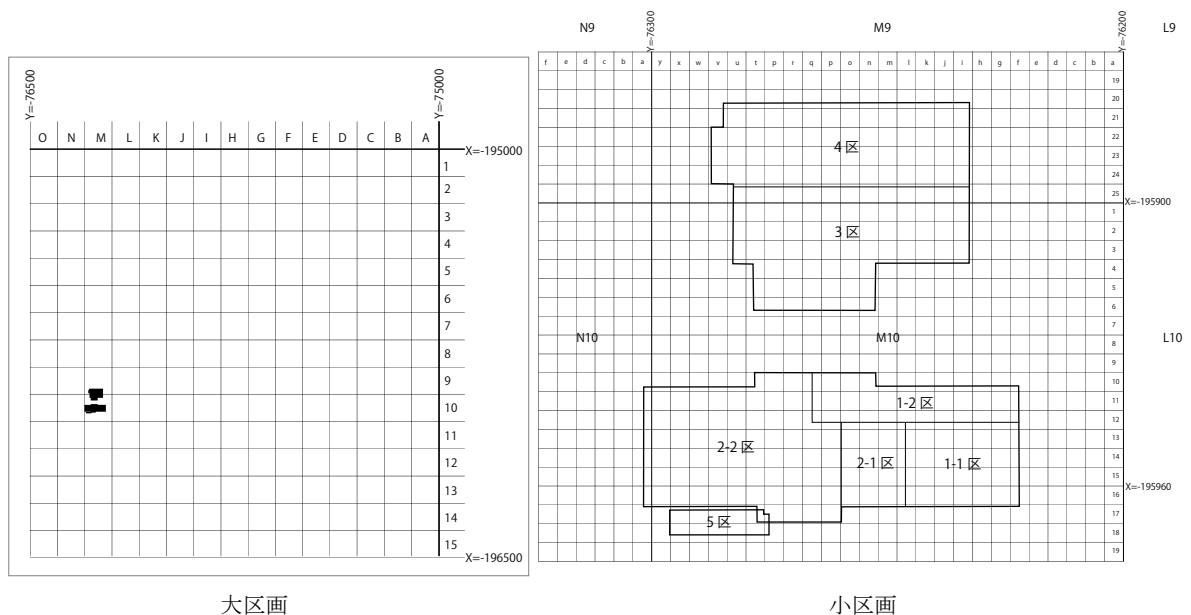 Y=-76500
Y=-75000
O N M L K J I H G F E D C B A
X=-195000
1
2
3
4
5
6
7
8
9
10
11
12
13
14
15
X=-196500
大区画
N9 Y=-76300 M9 Y=-76200 L9
f e d c b a y x w v u t s r q p o n m l k j i h g f e d c b a
19
20
21
22
23
24
25
X=-195900
1
2
3
4
5
6
7
8
9
10
11
12
13
14
15
16
17
18
19
4 区
3 区
N10 M10 L10
1-2 区
2-2 区
2-1 区
1-1 区
X=-195960
5 区
小区画